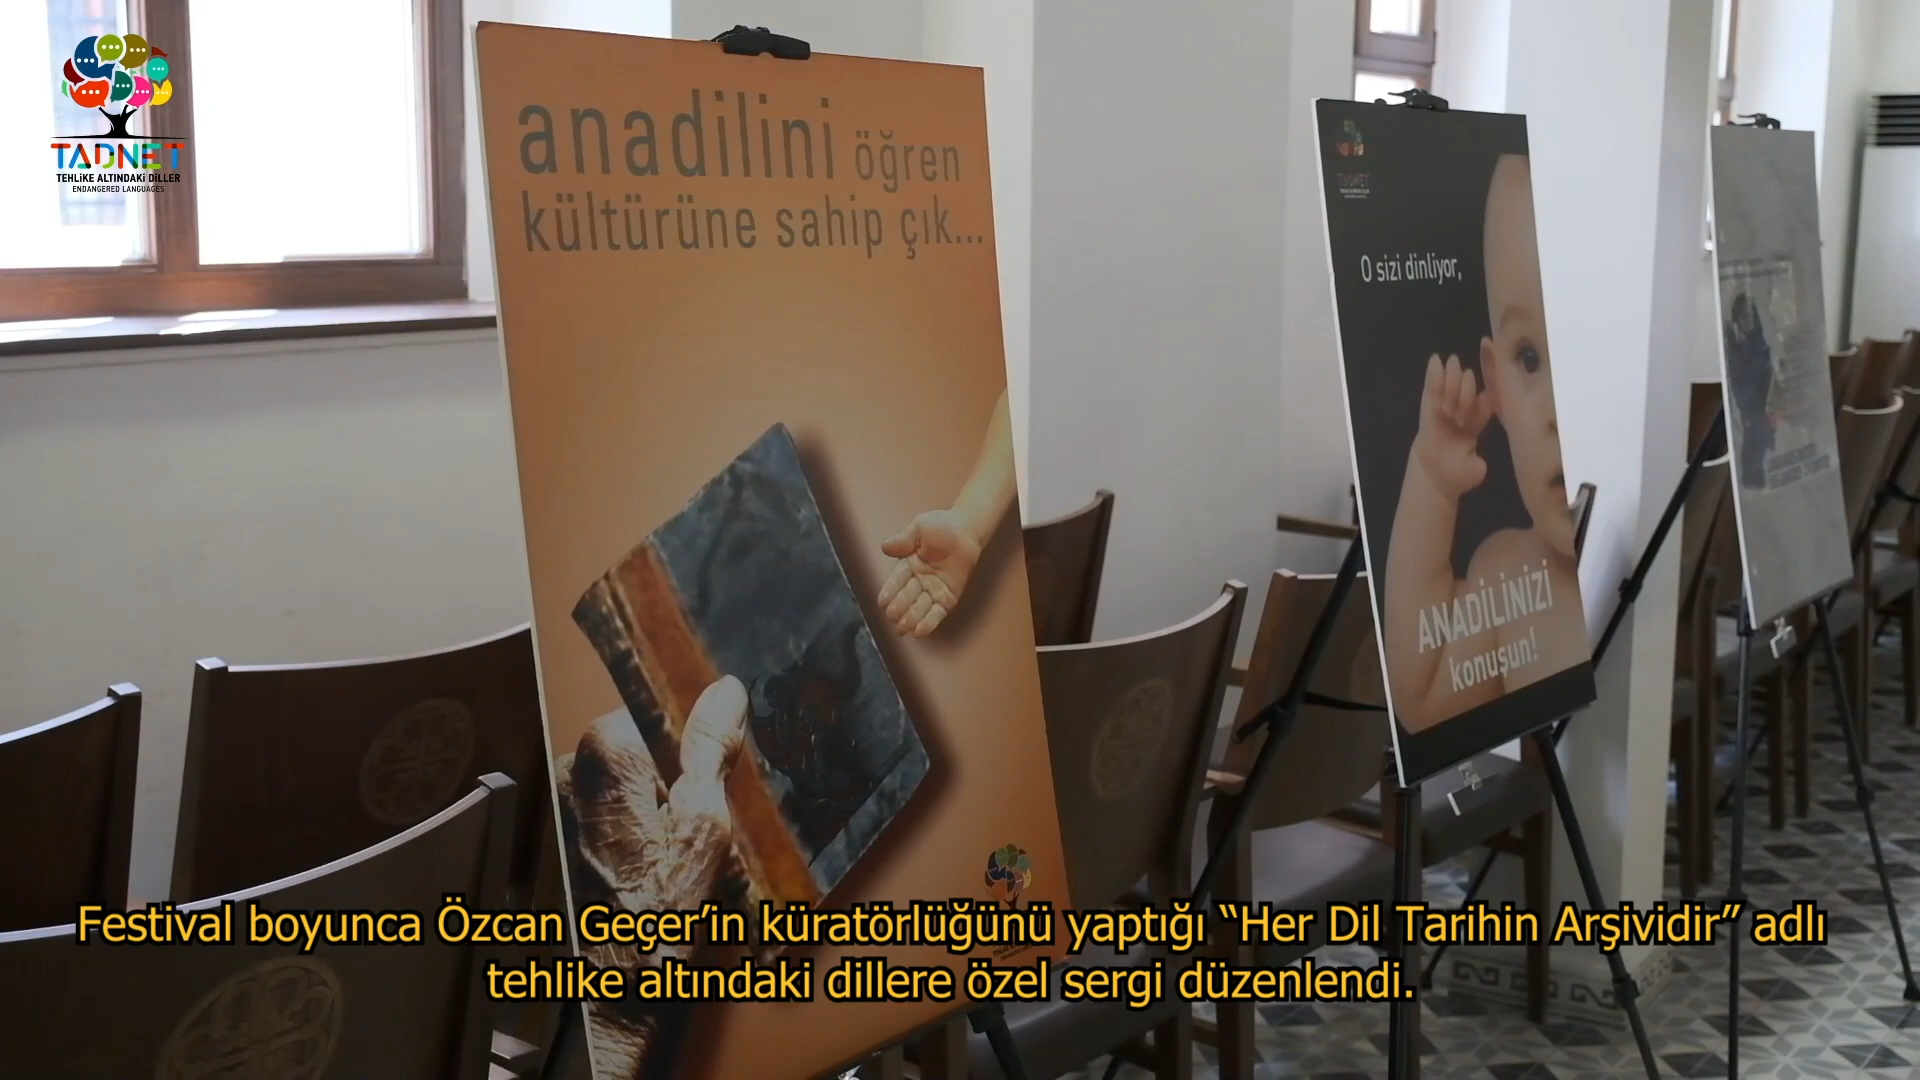 TADNET
TEHLİKE ALTINDAKİ DİLLER
ENDANGERED LANGUAGES
anadilini öğren
kültürüne sahip çık...
O sizi dinliyor,
ANADİLİNİZİ
konuşun!
Festival boyunca Özcan Geçer’in küratörlüğünü yaptığı “Her Dil Tarihin Arşividir” adlı
tehlike altındaki dillere özel sergi düzenlendi.